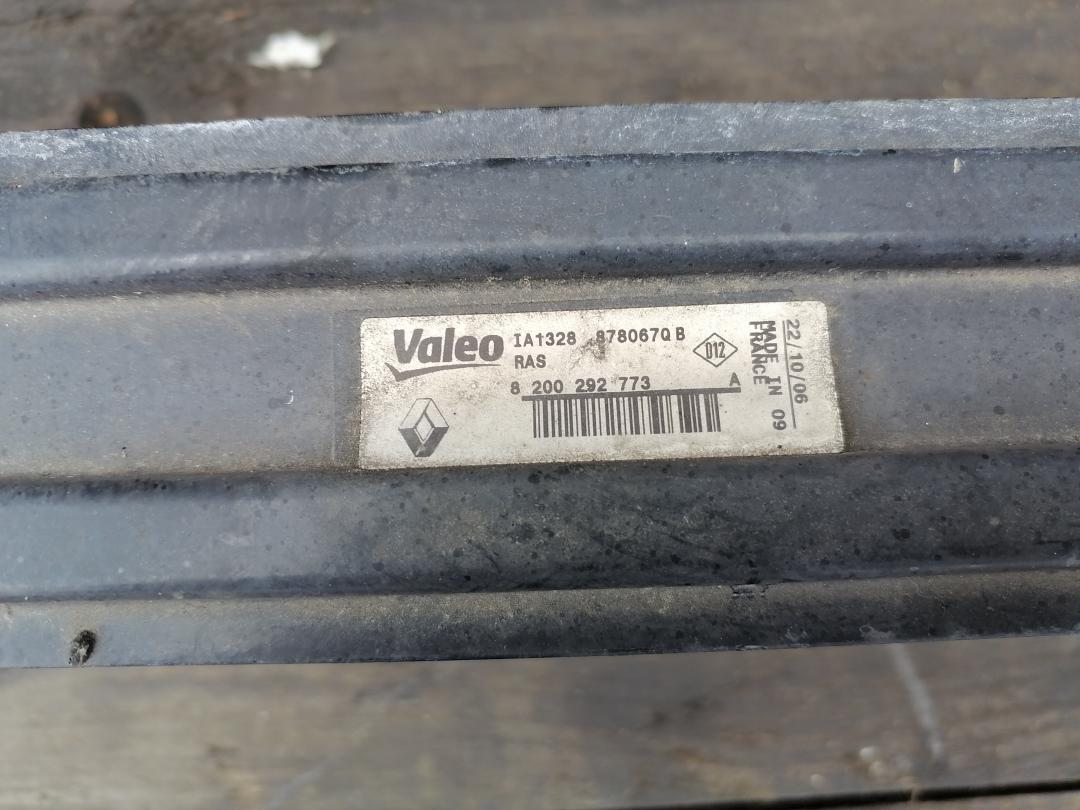 Valeo
IA1328 878067Q B
RAS
8 200 292 773 A
D12
22/10/06
MADE IN 09
FRANCE